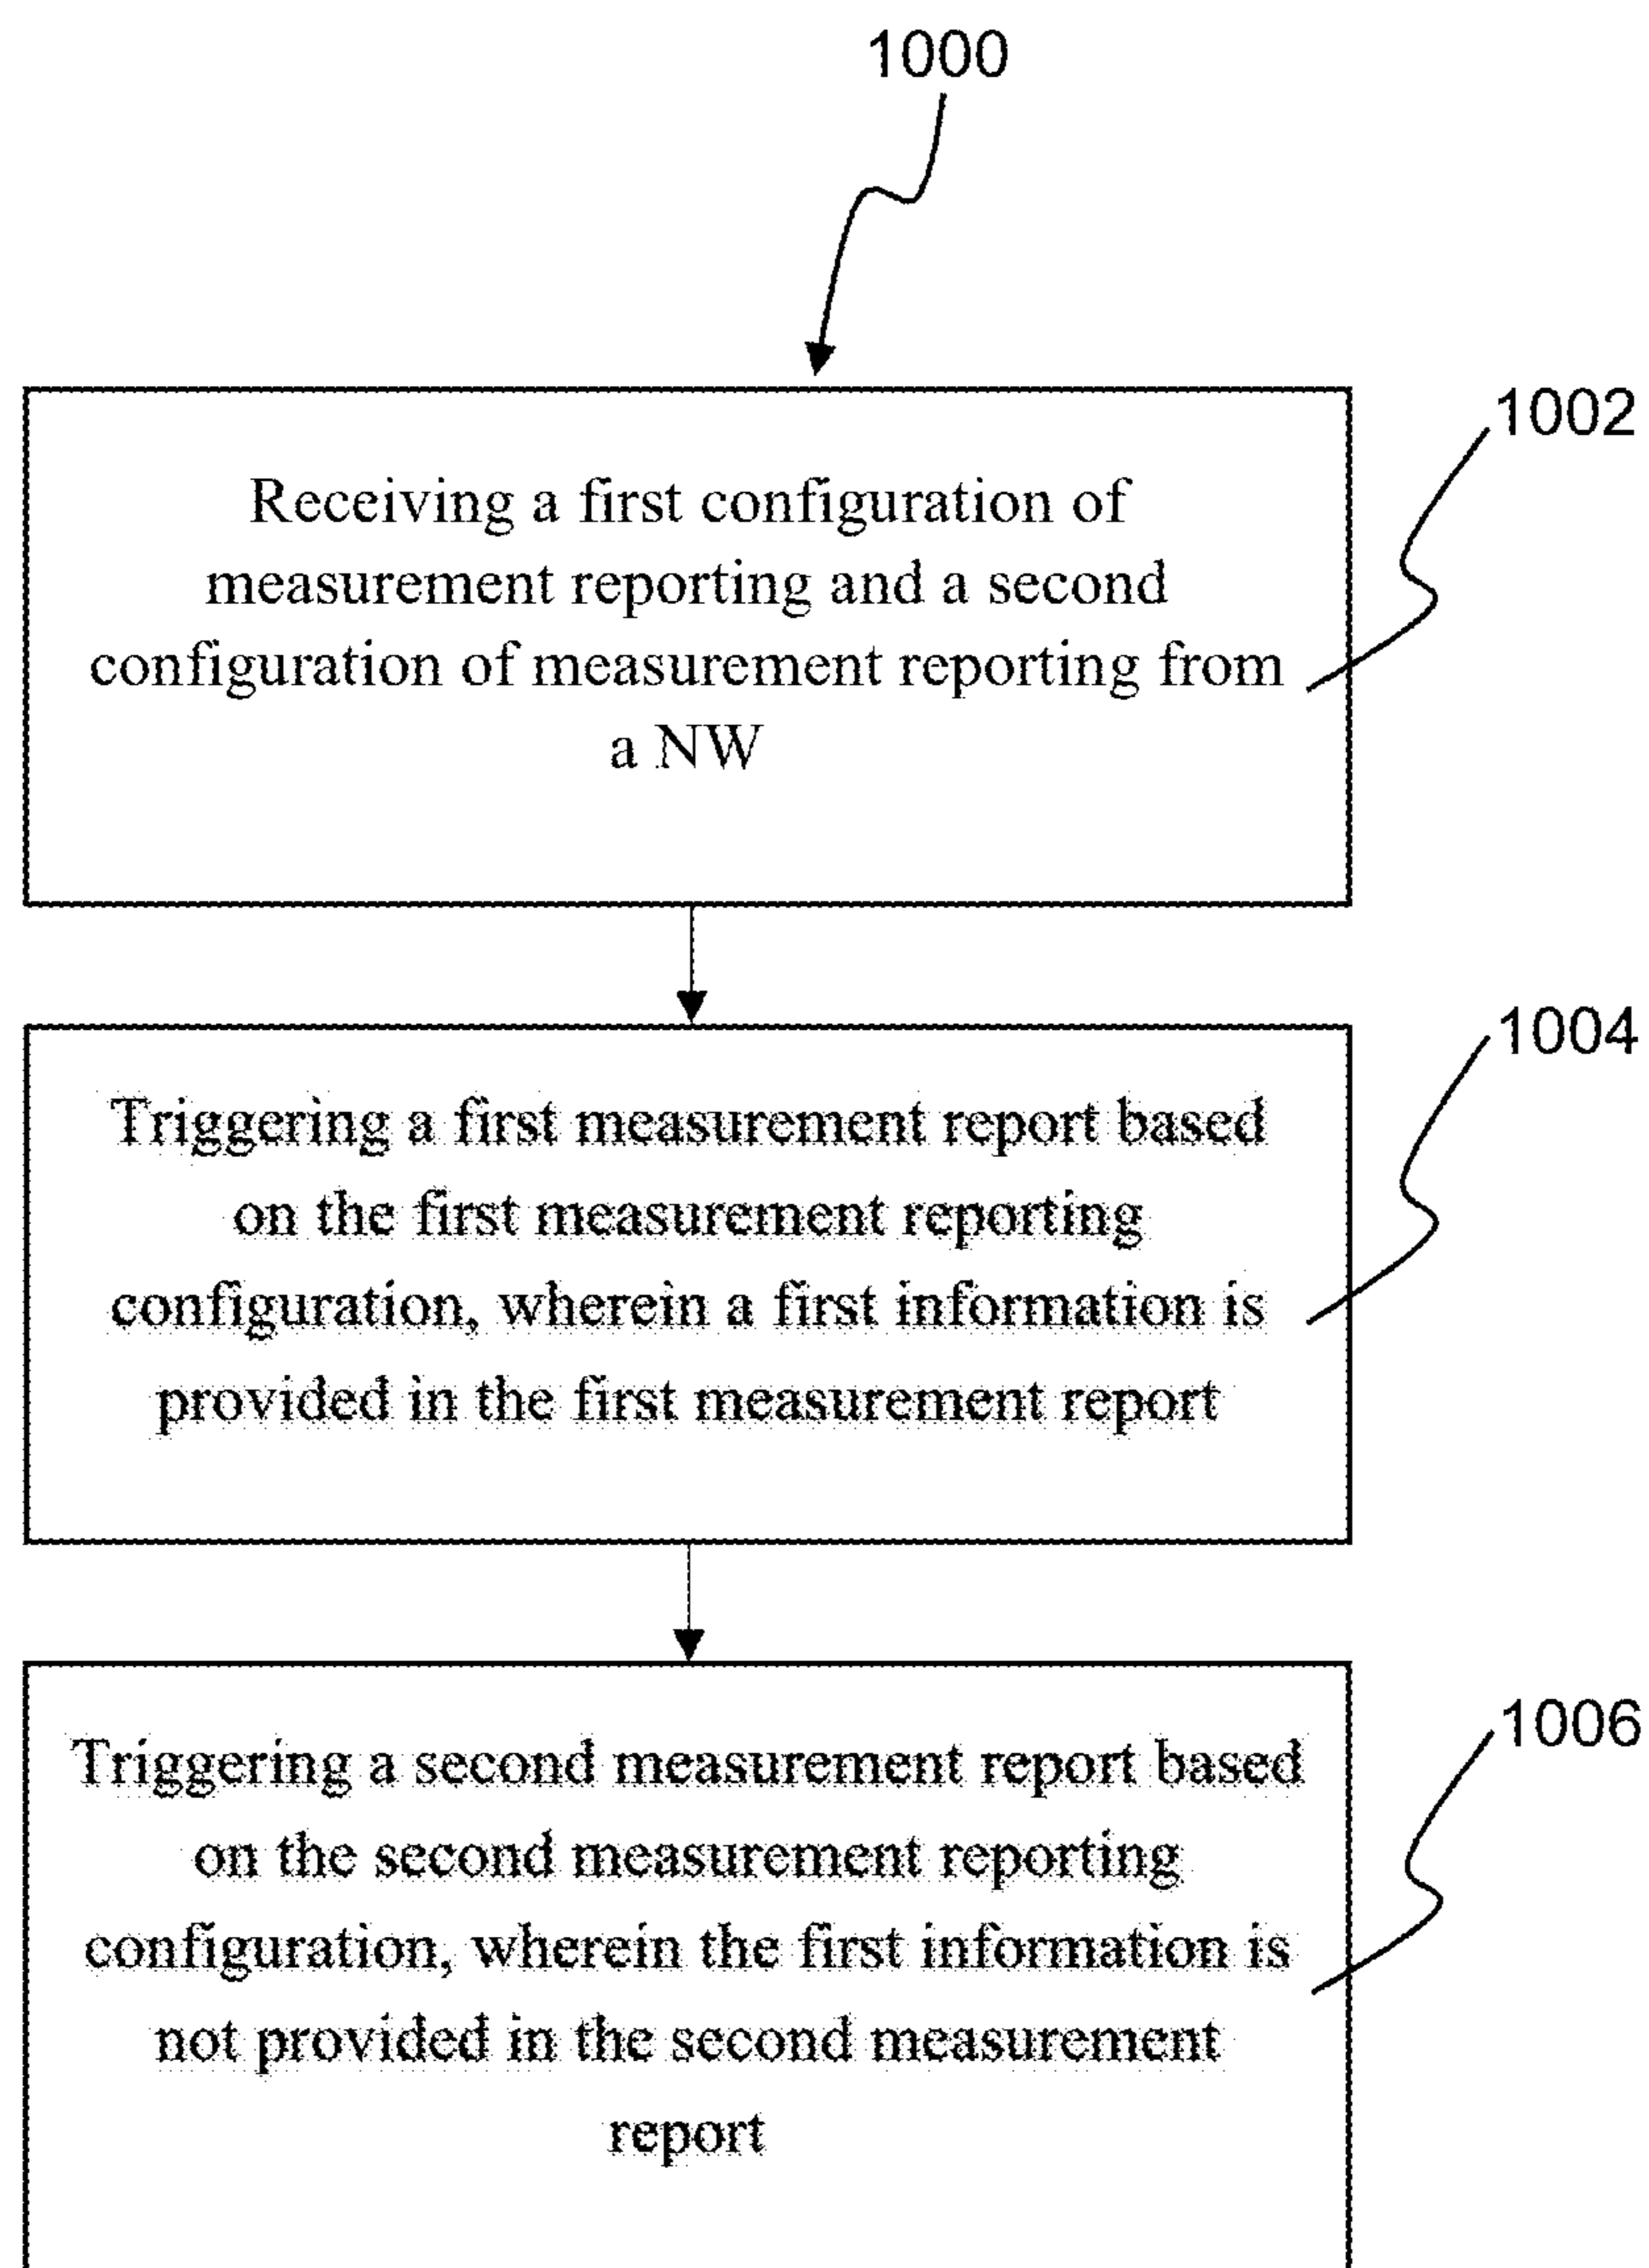 1000
1002
Receiving a first configuration of
measurement reporting and a second
configuration of measurement reporting from
a NW
1004
Triggering a first measurement report based
on the first measurement reporting
configuration, wherein a first information is
provided in the first measurement report
1006
Triggering a second measurement report based
on the second measurement reporting
configuration, wherein the first information is
not provided in the second measurement
report